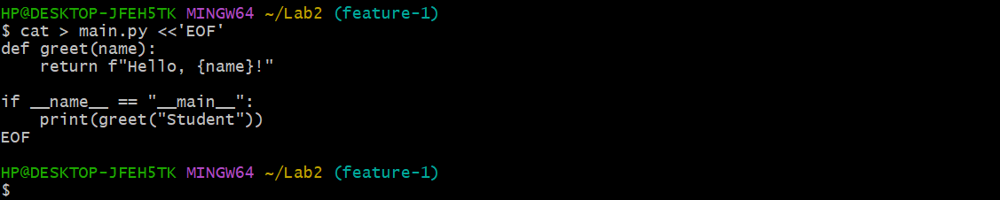 HP@DESKTOP-JFEH5TK MINGW64 ~/Lab2 (feature-1)
$ cat > main.py <<'EOF'
def greet(name):
    return f"Hello, {name}!"

if __name__ == "__main__":
    print(greet("Student"))
EOF

HP@DESKTOP-JFEH5TK MINGW64 ~/Lab2 (feature-1)
$